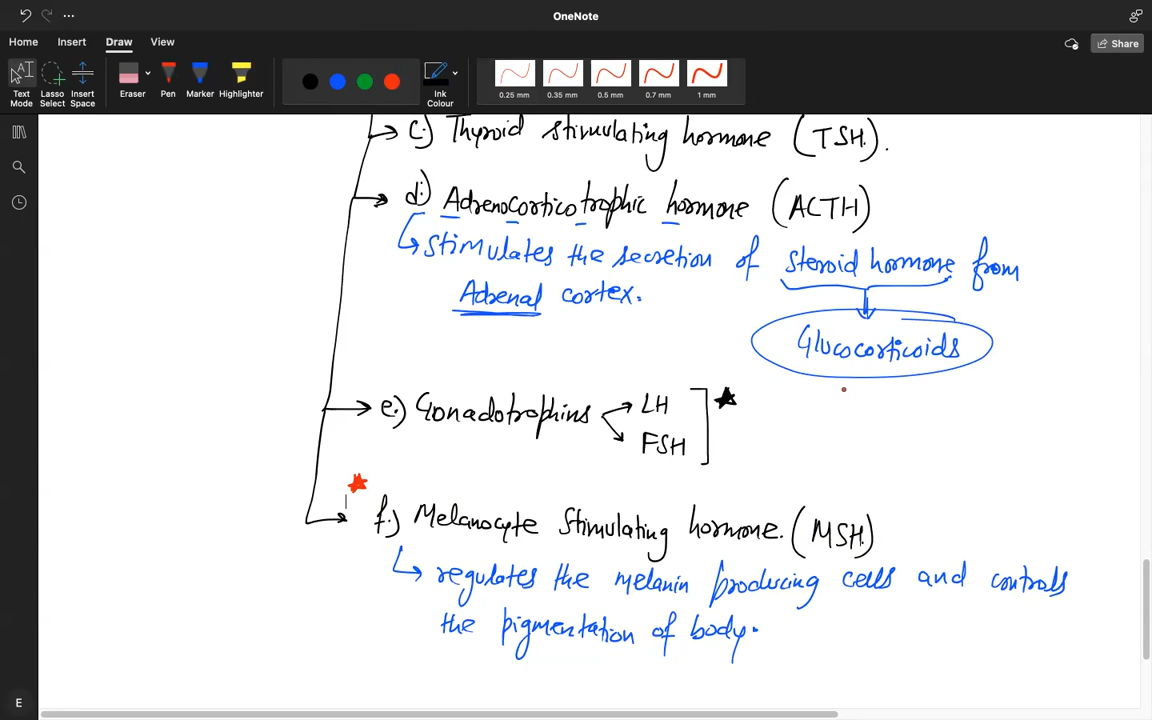 OneNote
Home Insert Draw View
Share
Text Mode
Lasso Select
Insert Space
Eraser
Pen
Marker
Highlighter
Ink Colour
0.25 mm
0.35 mm
0.5 mm
0.7 mm
1 mm
c.) Thyroid stimulating hormone (TSH).
d.) Adrenocorticotrophic hormone (ACTH)
stimulates the secretion of steroid hormone from
Adrenal cortex.
Glucocorticoids
e.) Gonadotrophins
LH
FSH
f.) Melanocyte Stimulating hormone. (MSH)
regulates the melanin producing cells and controls
the pigmentation of body.
E